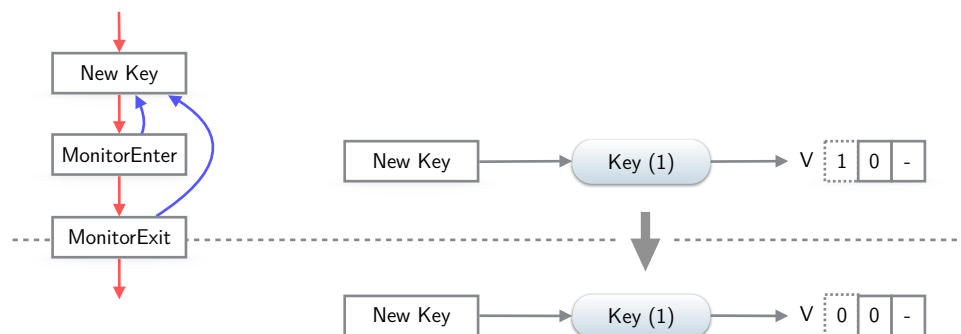 New Key
MonitorEnter
MonitorExit
New Key Key (1) V 1 0 -
New Key Key (1) V 0 0 -